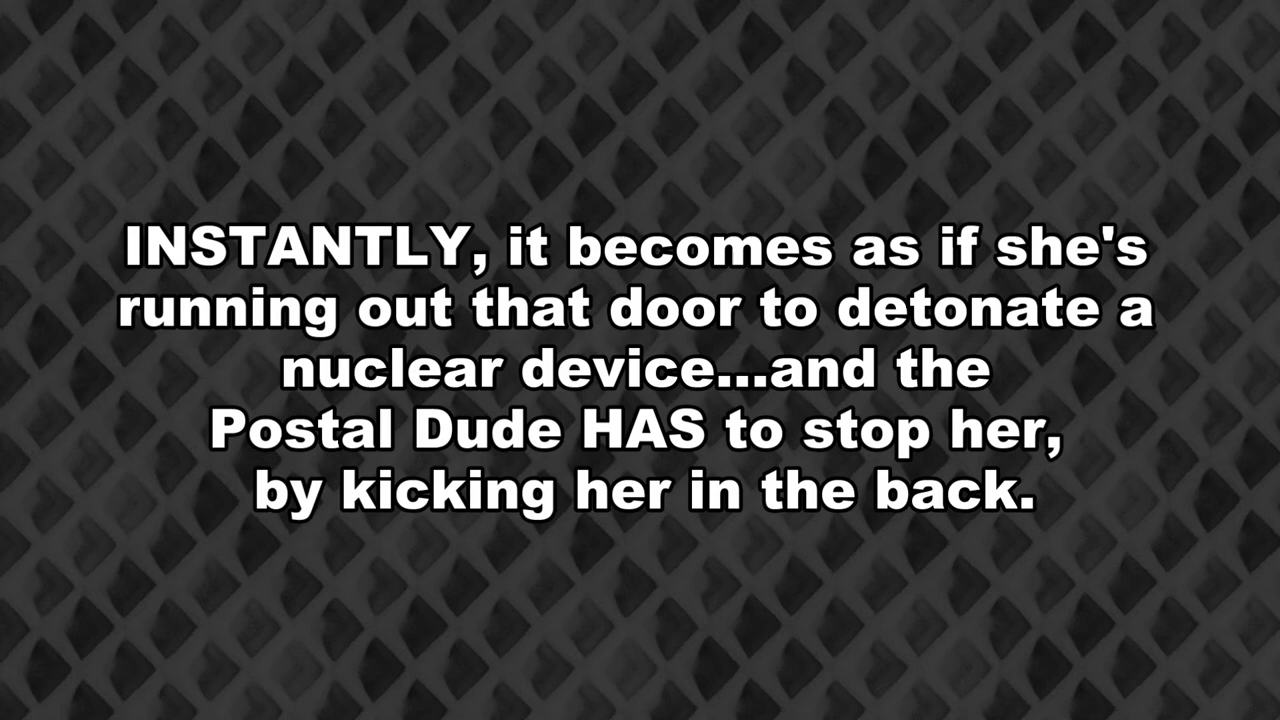 INSTANTLY, it becomes as if she's
running out that door to detonate a
nuclear device...and the
Postal Dude HAS to stop her,
by kicking her in the back.